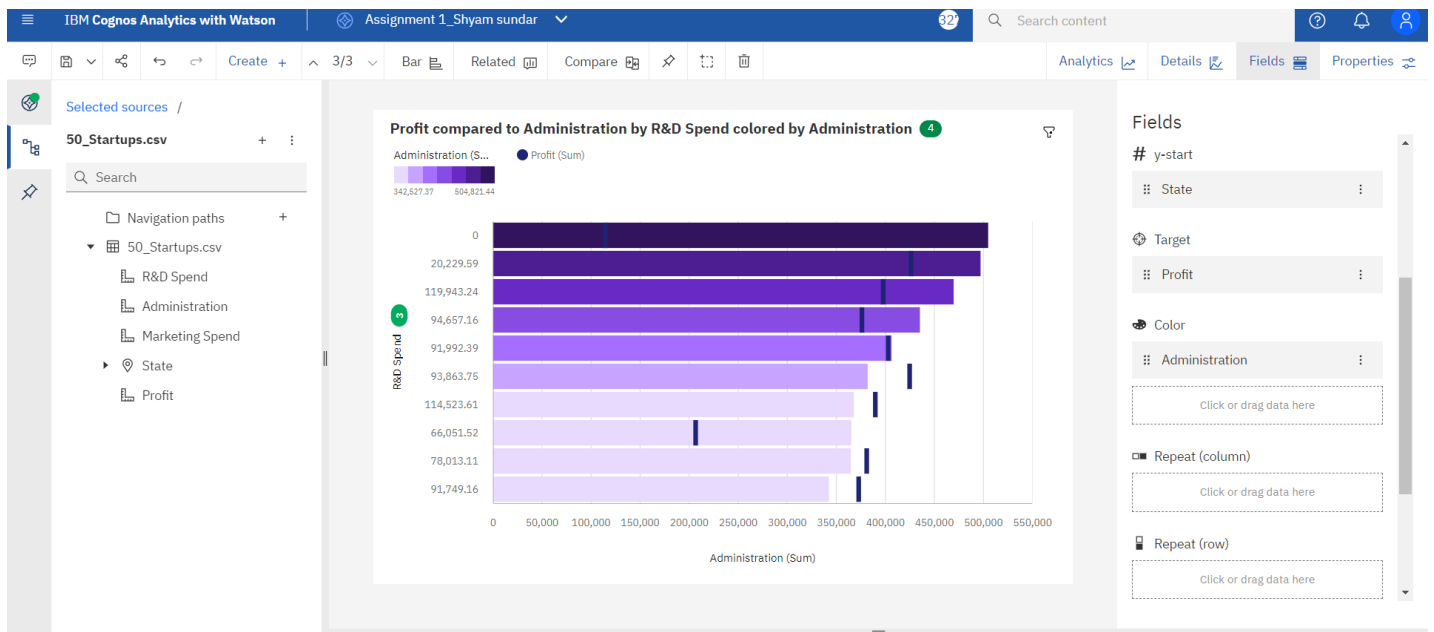 IBM Cognos Analytics with Watson
Assignment 1_Shyam sundar
Search content
Create +
3/3
Bar
Related
Compare
Analytics
Details
Fields
Properties
Selected sources /
50_Startups.csv
Search
Navigation paths
50_Startups.csv
R&D Spend
Administration
Marketing Spend
State
Profit
Profit compared to Administration by R&D Spend colored by Administration 4
Administration (S...
Profit (Sum)
342,527.37 504,821.44
3
R&D Spend
0
20,229.59
119,943.24
94,657.16
91,992.39
93,863.75
114,523.61
66,051.52
78,013.11
91,749.16
0 50,000 100,000 150,000 200,000 250,000 300,000 350,000 400,000 450,000 500,000 550,000
Administration (Sum)
Fields
# y-start
State
Target
Profit
Color
Administration
Click or drag data here
Repeat (column)
Click or drag data here
Repeat (row)
Click or drag data here